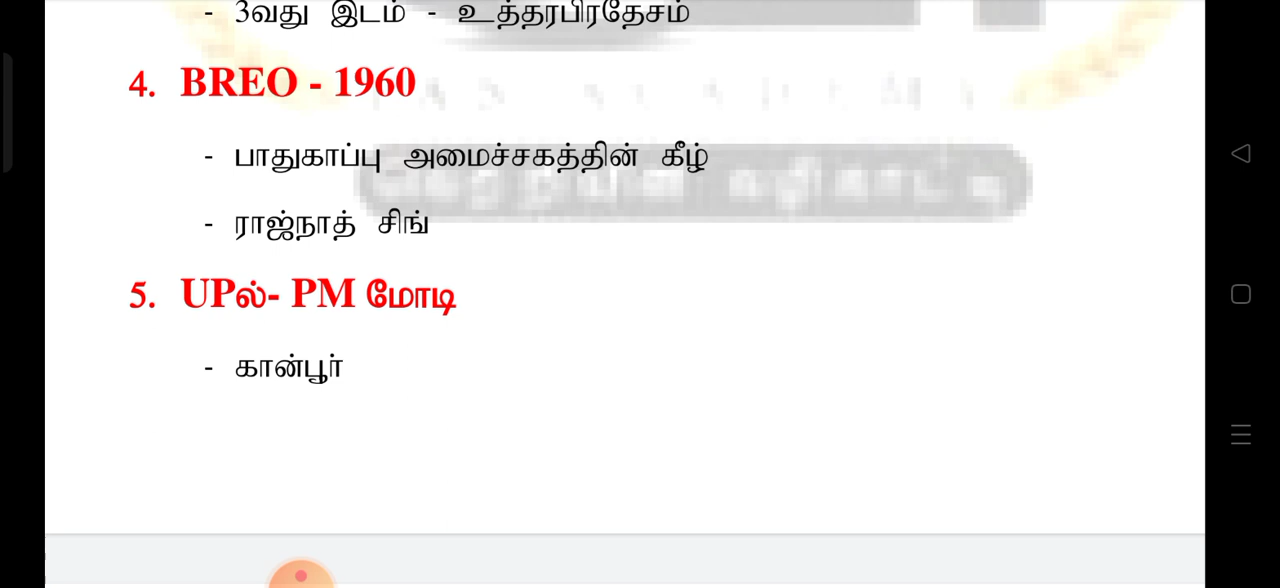 - 3வது இடம் - உத்தரபிரதேசம்
4. BREO - 1960
- பாதுகாப்பு அமைச்சகத்தின் கீழ்
- ராஜ்நாத் சிங்
5. UPல்- PM மோடி
- கான்பூர்